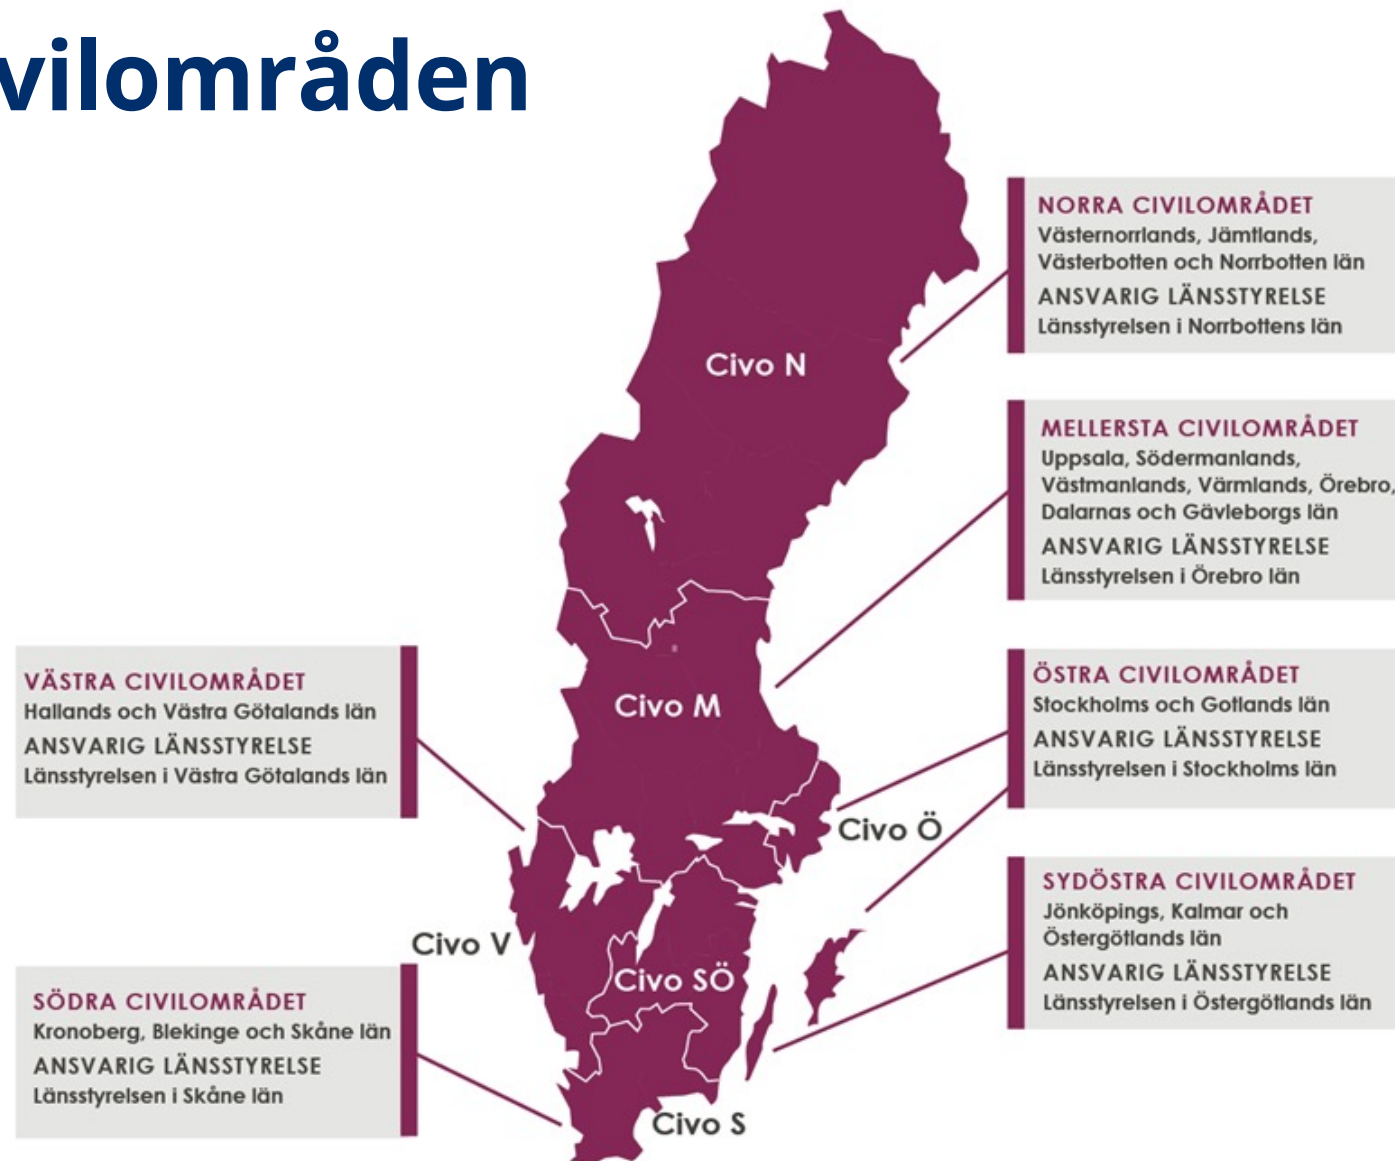 vilområden
NORRA CIVILOMRÅDET
Västernorrlands, Jämtlands,
Västerbotten och Norrbotten län
ANSVARIG LÄNSSTYRELSE
Länsstyrelsen i Norrbottens län
Civo N
MELLERSTA CIVILOMRÅDET
Uppsala, Södermanlands,
Västmanlands, Värmlands, Örebro,
Dalarnas och Gävleborgs län
ANSVARIG LÄNSSTYRELSE
Länsstyrelsen i Örebro län
Civo M
VÄSTRA CIVILOMRÅDET
Hallands och Västra Götalands län
ANSVARIG LÄNSSTYRELSE
Länsstyrelsen i Västra Götalands län
ÖSTRA CIVILOMRÅDET
Stockholms och Gotlands län
ANSVARIG LÄNSSTYRELSE
Länsstyrelsen i Stockholms län
Civo Ö
Civo V
Civo SÖ
SYDÖSTRA CIVILOMRÅDET
Jönköpings, Kalmar och
Östergötlands län
ANSVARIG LÄNSSTYRELSE
Länsstyrelsen i Östergötlands län
SÖDRA CIVILOMRÅDET
Kronoberg, Blekinge och Skåne län
ANSVARIG LÄNSSTYRELSE
Länsstyrelsen i Skåne län
Civo S